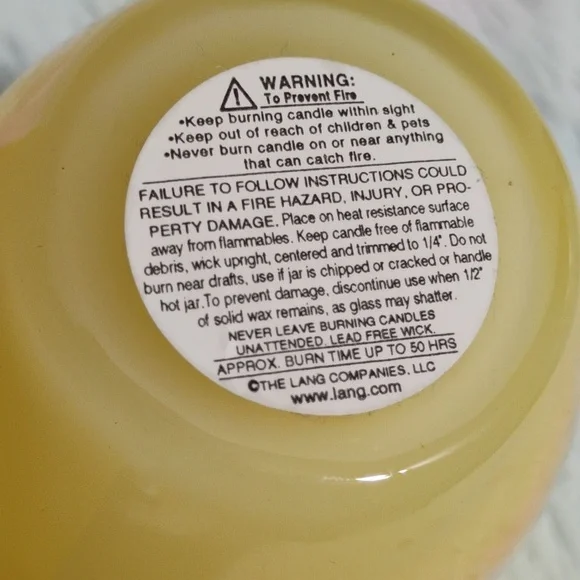 WARNING:
To Prevent Fire
•Keep burning candle within sight
•Keep out of reach of children & pets
•Never burn candle on or near anything
that can catch fire.
FAILURE TO FOLLOW INSTRUCTIONS COULD
RESULT IN A FIRE HAZARD, INJURY, OR PRO-
PERTY DAMAGE. Place on heat resistance surface
away from flammables. Keep candle free of flammable
debris, wick upright, centered and trimmed to 1/4". Do not
burn near drafts, use if jar is chipped or cracked or handle
hot jar.To prevent damage, discontinue use when 1/2"
of solid wax remains, as glass may shatter.
NEVER LEAVE BURNING CANDLES
UNATTENDED. LEAD FREE WICK.
APPROX. BURN TIME UP TO 50 HRS
©THE LANG COMPANIES, LLC
www.lang.com